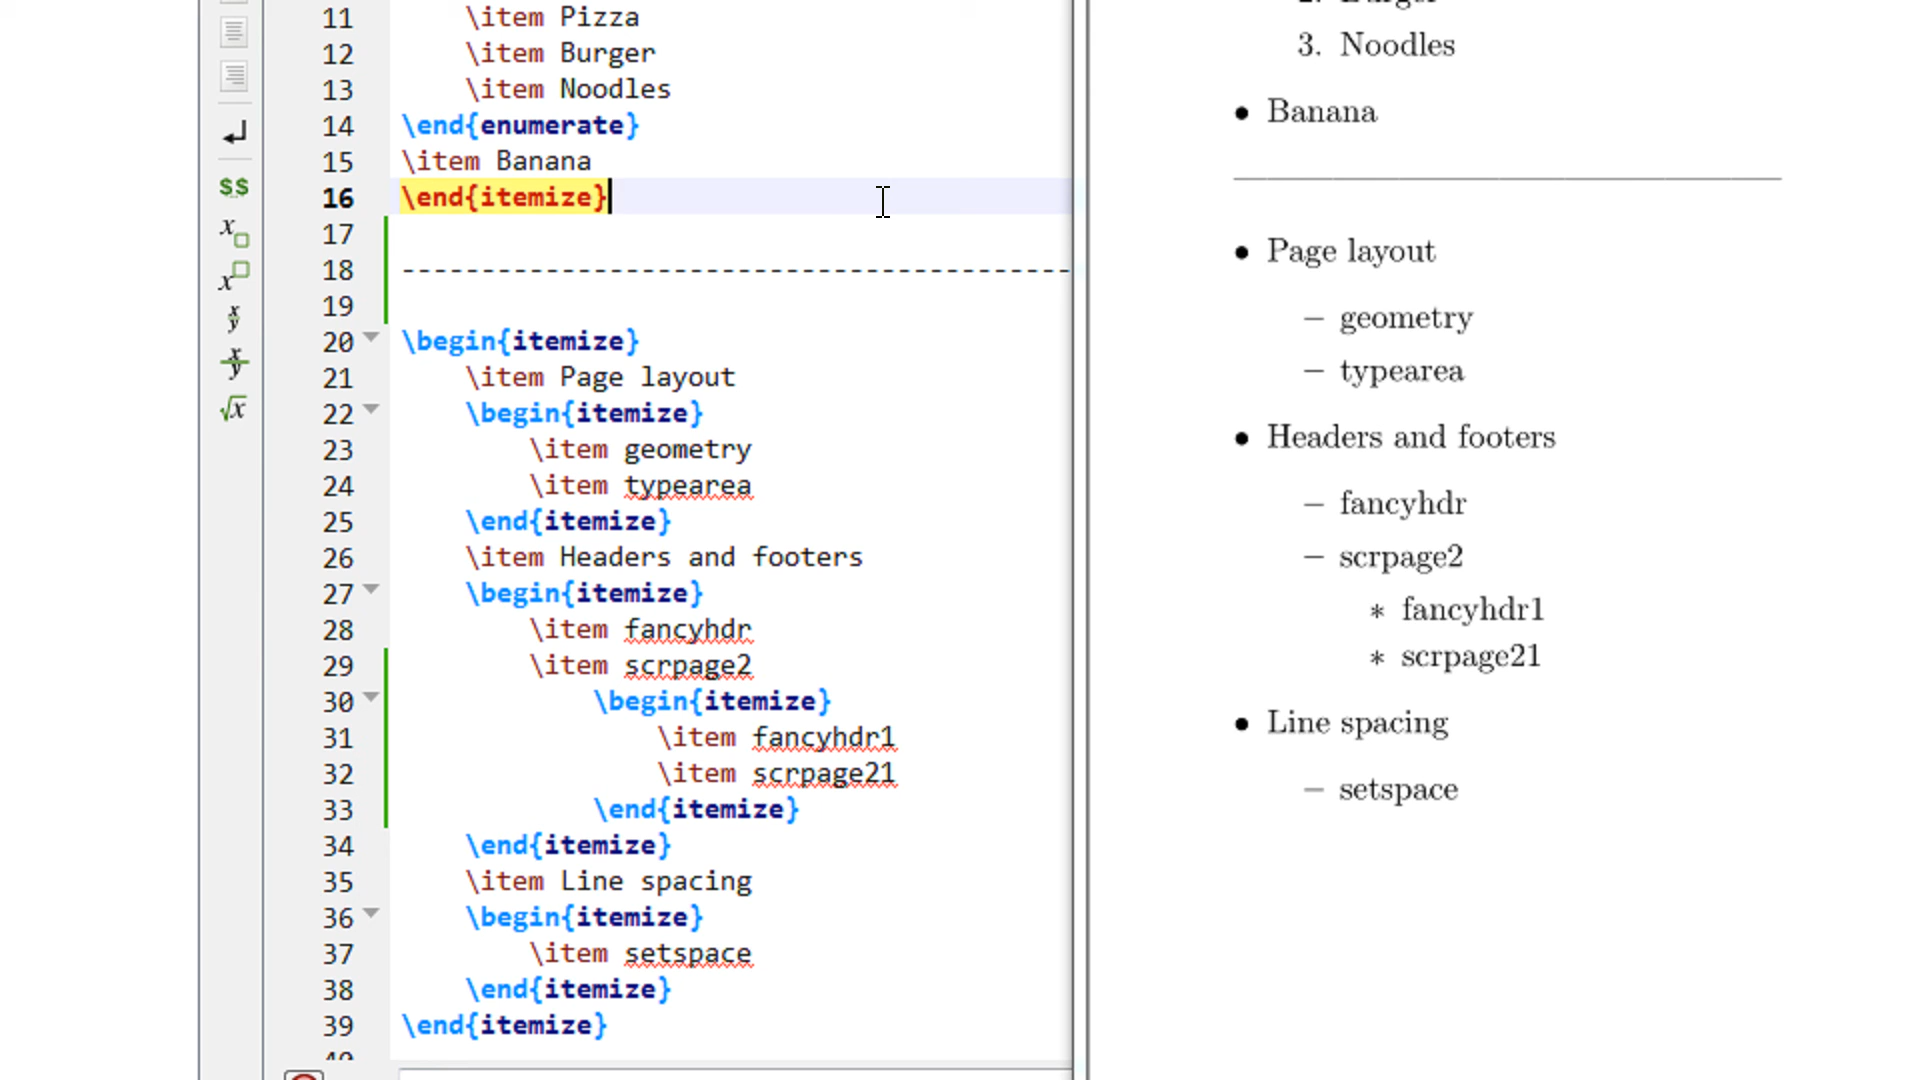 11 \item Pizza
12 \item Burger
13 \item Noodles
14 \end{enumerate}
15 \item Banana
16 \end{itemize}
17
18 ------------------------------------------
19
20 \begin{itemize}
21 \item Page layout
22 \begin{itemize}
23 \item geometry
24 \item typearea
25 \end{itemize}
26 \item Headers and footers
27 \begin{itemize}
28 \item fancyhdr
29 \item scrpage2
30 \begin{itemize}
31 \item fancyhdr1
32 \item scrpage21
33 \end{itemize}
34 \end{itemize}
35 \item Line spacing
36 \begin{itemize}
37 \item setspace
38 \end{itemize}
39 \end{itemize}
40
$$
x
x
x
y
x
y
√x
2. Burger
3. Noodles
• Banana
• Page layout
– geometry
– typearea
• Headers and footers
– fancyhdr
– scrpage2
* fancyhdr1
* scrpage21
• Line spacing
– setspace